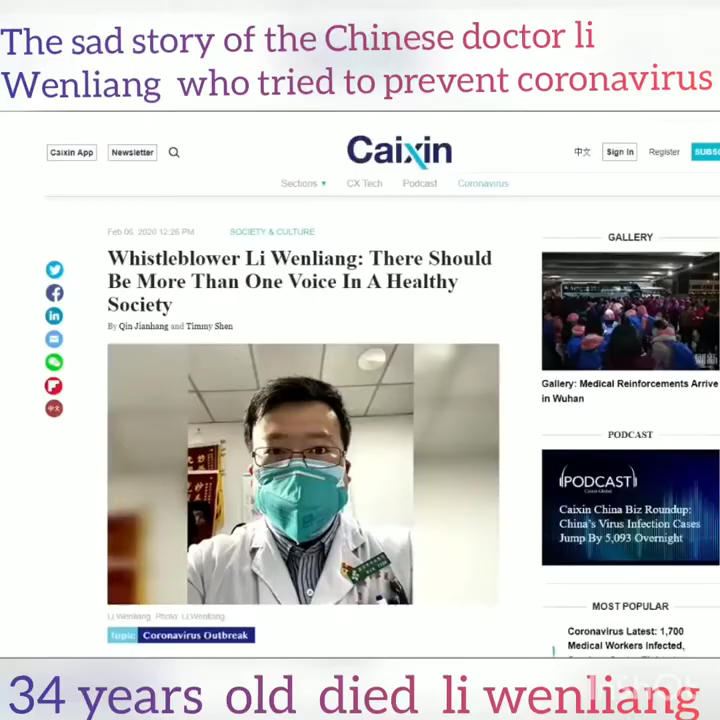 The sad story of the Chinese doctor li
Wenliang who tried to prevent coronavirus
Caixin App
Newsletter
Caixin
中文
Sign In
Register
Sections
CX Tech
Podcast
Coronavirus
Feb 06, 2020 12:26 PM
SOCIETY & CULTURE
Whistleblower Li Wenliang: There Should
Be More Than One Voice In A Healthy
Society
By Qin Jianhang and Timmy Shen
中文
Li Wenliang. Photo: Li Wenliang
Topic: Coronavirus Outbreak
GALLERY
Gallery: Medical Reinforcements Arrive
in Wuhan
PODCAST
PODCAST
Caixin China Biz Roundup:
China's Virus Infection Cases
Jump By 5,093 Overnight
MOST POPULAR
Coronavirus Latest: 1,700
Medical Workers Infected,
34 years old died li wenliang